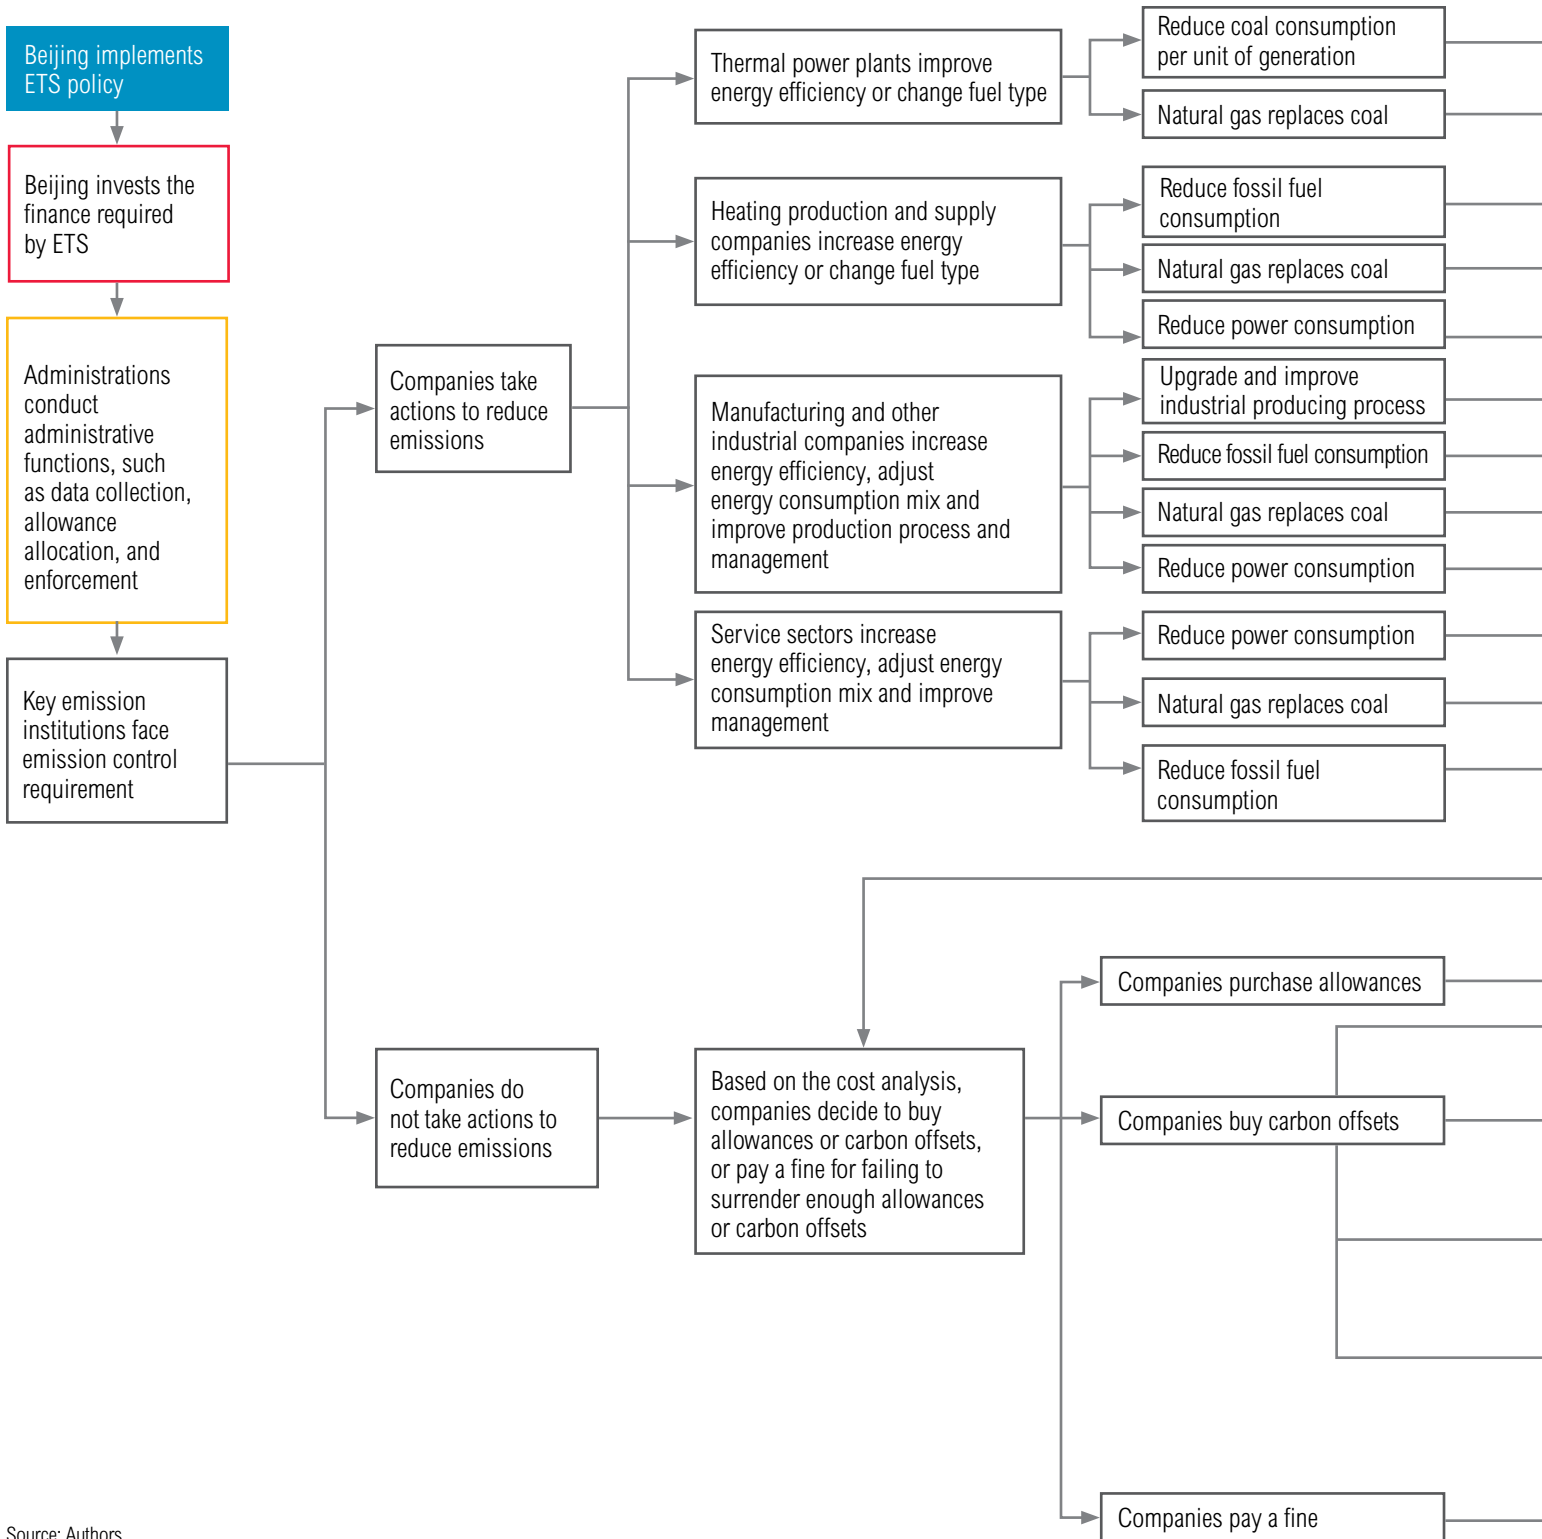 Beijing implements
ETS policy
Beijing invests the
finance required
by ETS
Administrations
conduct
administrative
functions, such
as data collection,
allowance
allocation, and
enforcement
Key emission
institutions face
emission control
requirement
Companies take
actions to reduce
emissions
Companies do
not take actions to
reduce emissions
Thermal power plants improve
energy efficiency or change fuel type
Heating production and supply
companies increase energy
efficiency or change fuel type
Manufacturing and other
industrial companies increase
energy efficiency, adjust
energy consumption mix and
improve production process and
management
Service sectors increase
energy efficiency, adjust energy
consumption mix and improve
management
Based on the cost analysis,
companies decide to buy
allowances or carbon offsets,
or pay a fine for failing to
surrender enough allowances
or carbon offsets
Reduce coal consumption
per unit of generation
Natural gas replaces coal
Reduce fossil fuel
consumption
Natural gas replaces coal
Reduce power consumption
Upgrade and improve
industrial producing process
Reduce fossil fuel consumption
Natural gas replaces coal
Reduce power consumption
Reduce power consumption
Natural gas replaces coal
Reduce fossil fuel
consumption
Companies purchase allowances
Companies buy carbon offsets
Companies pay a fine
Source: Authors